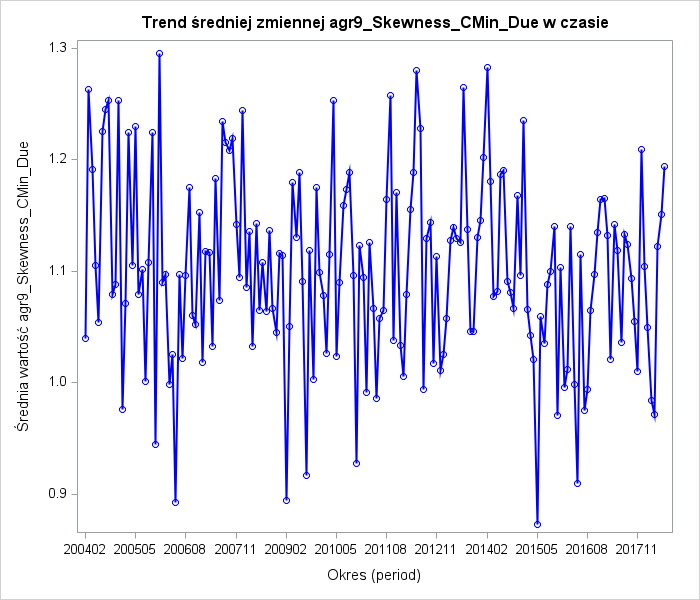 Trend średniej zmiennej agr9_Skewness_CMin_Due w czasie
Średnia wartość agr9_Skewness_CMin_Due
1.3
1.2
1.1
1.0
0.9
200402 200505 200608 200711 200902 201005 201108 201211 201402 201505 201608 201711
Okres (period)